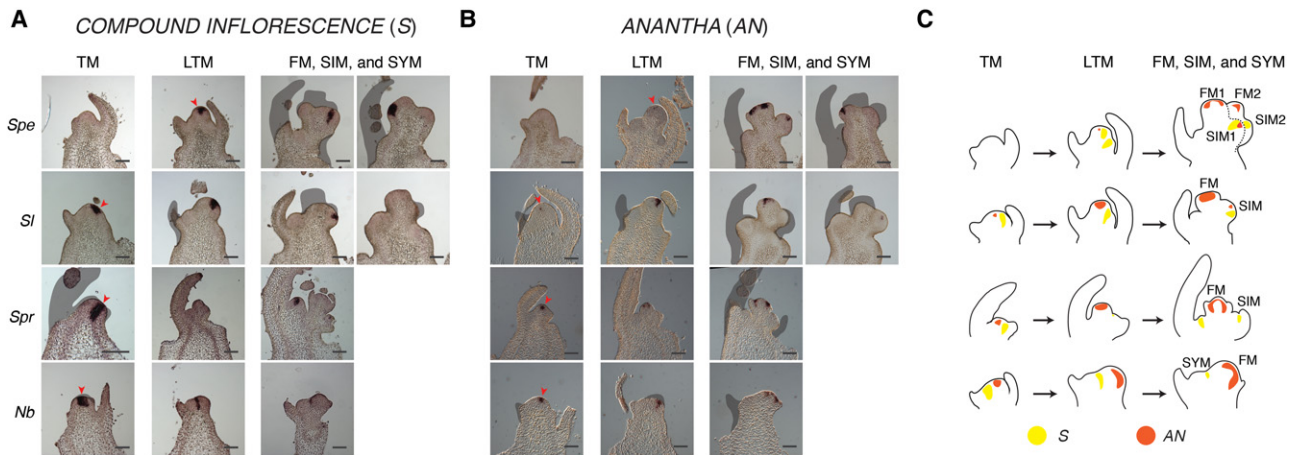 A
COMPOUND INFLORESCENCE (S)
TM
LTM
FM, SIM, and SYM
Spe
Sl
Spr
Nb
B
ANANTHA (AN)
TM
LTM
FM, SIM, and SYM
C
TM
LTM
FM, SIM, and SYM
FM1
FM2
SIM2
SIM1
FM
SIM
FM
SIM
SYM
FM
S
AN